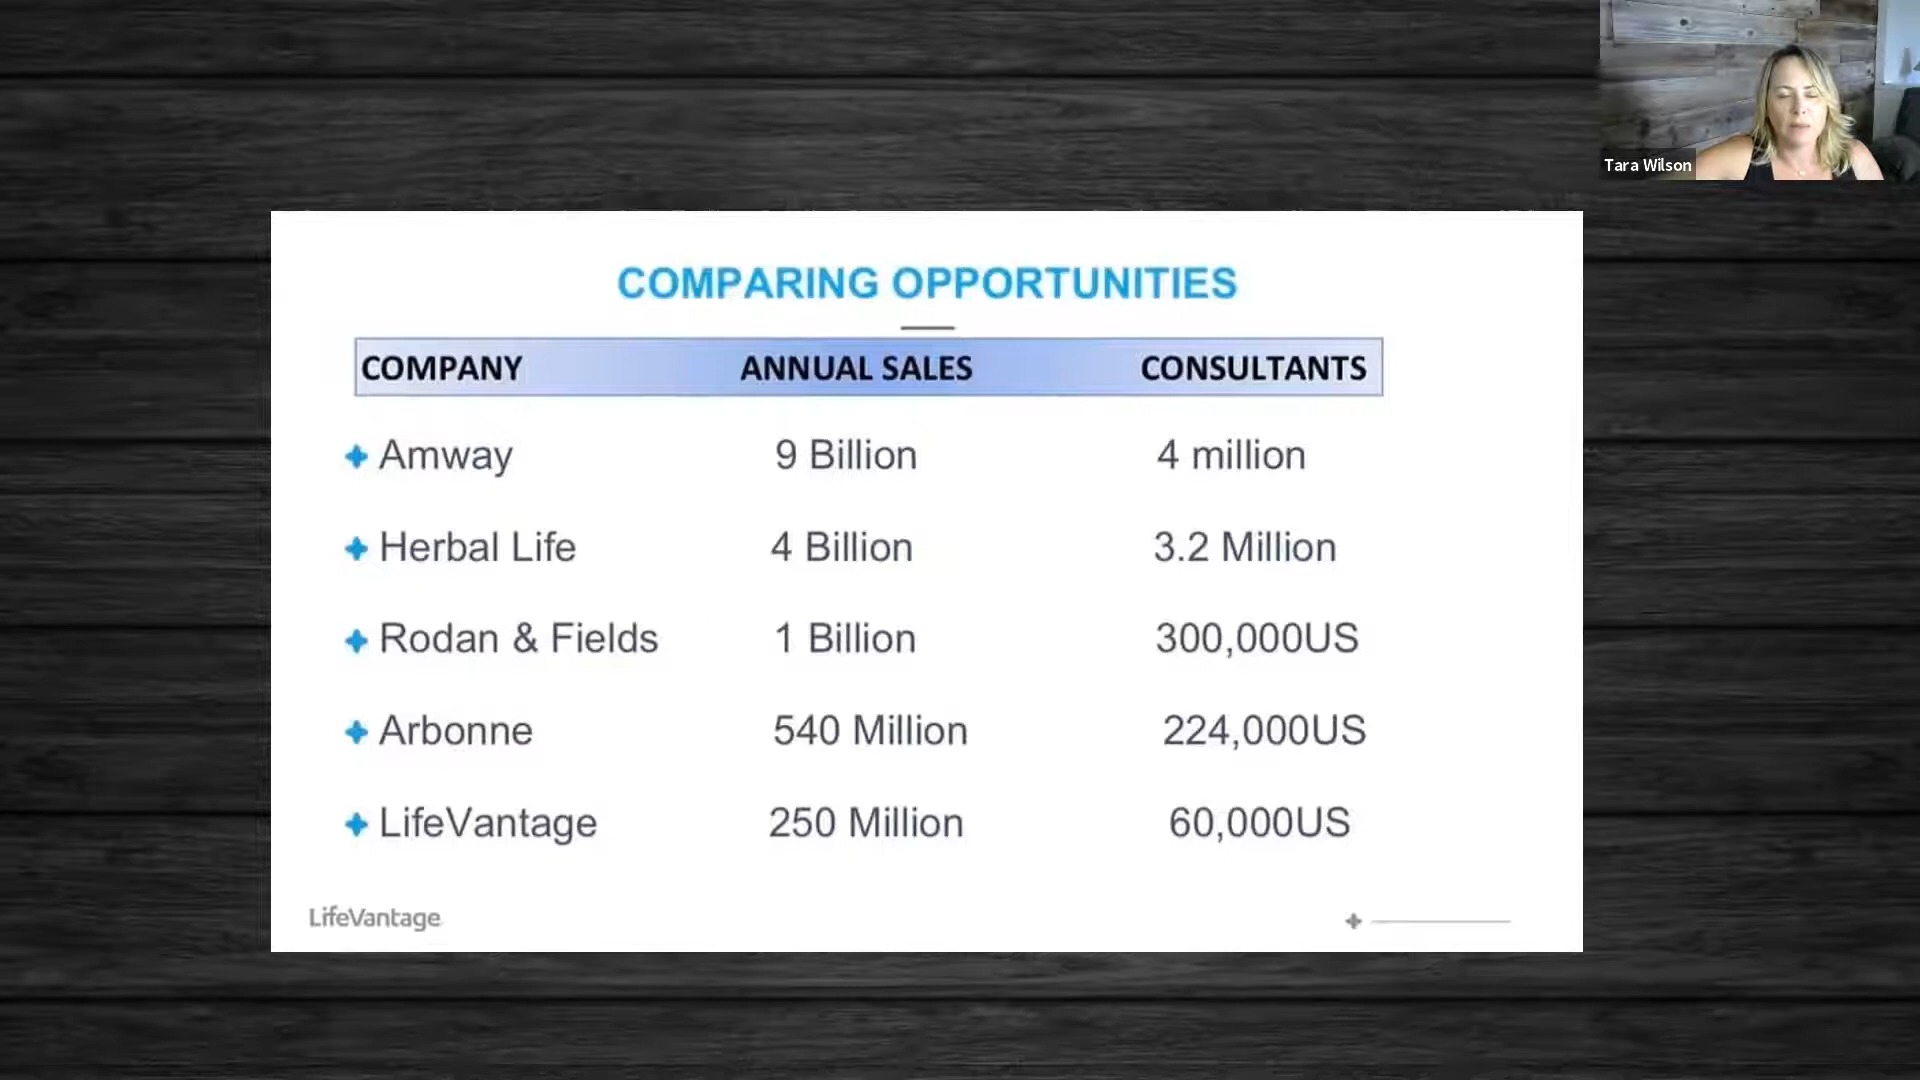 Tara Wilson
COMPARING OPPORTUNITIES
COMPANY ANNUAL SALES CONSULTANTS
Amway 9 Billion 4 million
Herbal Life 4 Billion 3.2 Million
Rodan & Fields 1 Billion 300,000US
Arbonne 540 Million 224,000US
LifeVantage 250 Million 60,000US
LifeVantage